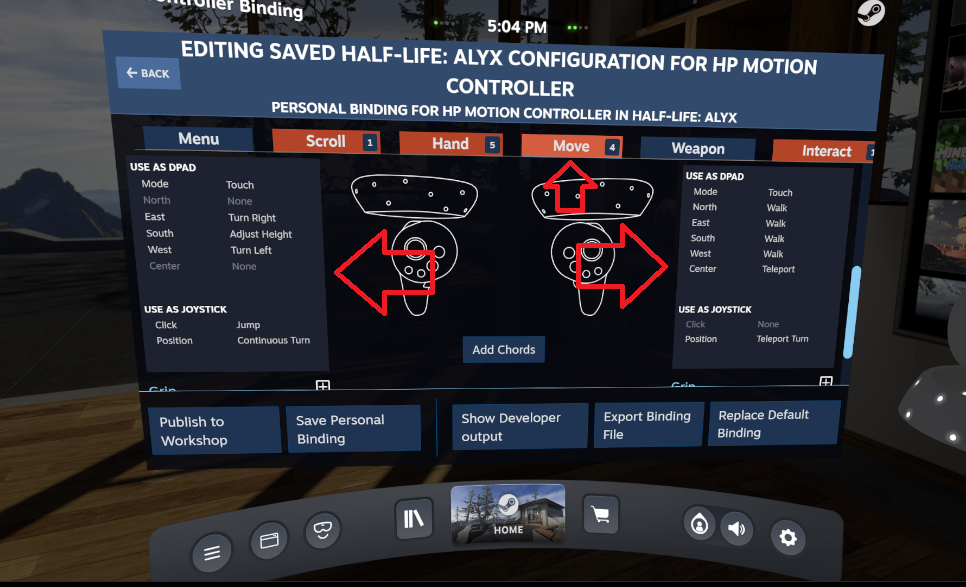 ontroller Binding
5:04 PM
EDITING SAVED HALF-LIFE: ALYX CONFIGURATION FOR HP MOTION
CONTROLLER
← BACK
PERSONAL BINDING FOR HP MOTION CONTROLLER IN HALF-LIFE: ALYX
Menu
Scroll 1
Hand 5
Move 4
Weapon
Interact 1
USE AS DPAD
Mode Touch
North None
East Turn Right
South Adjust Height
West Turn Left
Center None
USE AS JOYSTICK
Click Jump
Position Continuous Turn
Grip
USE AS DPAD
Mode Touch
North Walk
East Walk
South Walk
West Walk
Center Teleport
USE AS JOYSTICK
Click None
Position Teleport Turn
Grip
Add Chords
Publish to
Workshop
Save Personal
Binding
Show Developer
output
Export Binding
File
Replace Default
Binding
HOME